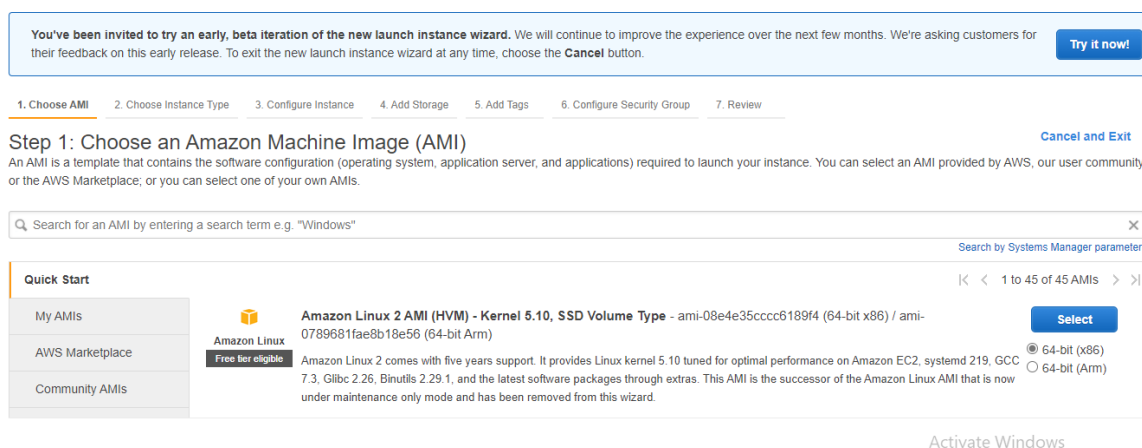 You've been invited to try an early, beta iteration of the new launch instance wizard. We will continue to improve the experience over the next few months. We're asking customers for
their feedback on this early release. To exit the new launch instance wizard at any time, choose the Cancel button.
Try it now!
1. Choose AMI 2. Choose Instance Type 3. Configure Instance 4. Add Storage 5. Add Tags 6. Configure Security Group 7. Review
Step 1: Choose an Amazon Machine Image (AMI)
Cancel and Exit
An AMI is a template that contains the software configuration (operating system, application server, and applications) required to launch your instance. You can select an AMI provided by AWS, our user community
or the AWS Marketplace; or you can select one of your own AMIs.
Search for an AMI by entering a search term e.g. "Windows"
Search by Systems Manager parameter
Quick Start
1 to 45 of 45 AMIs
My AMIs
AWS Marketplace
Community AMIs
Amazon Linux
Free tier eligible
Amazon Linux 2 AMI (HVM) - Kernel 5.10, SSD Volume Type - ami-08e4e35cccc6189f4 (64-bit x86) / ami-
0789681fae8b18e56 (64-bit Arm)
Amazon Linux 2 comes with five years support. It provides Linux kernel 5.10 tuned for optimal performance on Amazon EC2, systemd 219, GCC
7.3, Glibc 2.26, Binutils 2.29.1, and the latest software packages through extras. This AMI is the successor of the Amazon Linux AMI that is now
under maintenance only mode and has been removed from this wizard.
Select
64-bit (x86)
64-bit (Arm)
Activate Windows